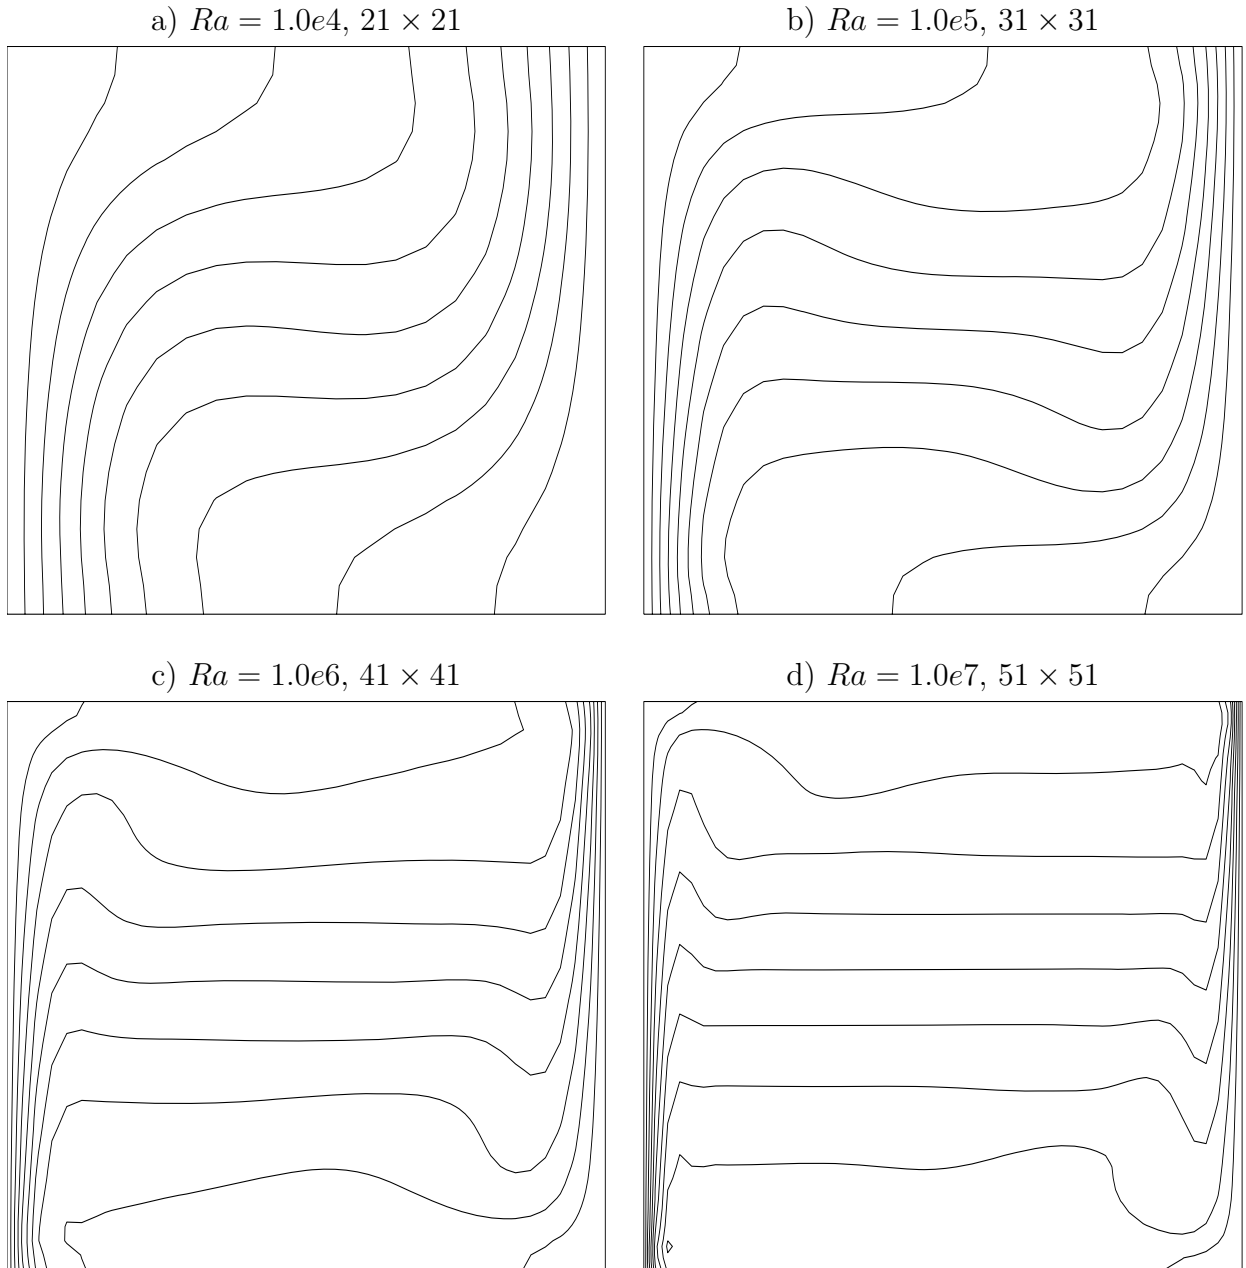 a) Ra = 1.0e4, 21 × 21
b) Ra = 1.0e5, 31 × 31
c) Ra = 1.0e6, 41 × 41
d) Ra = 1.0e7, 51 × 51